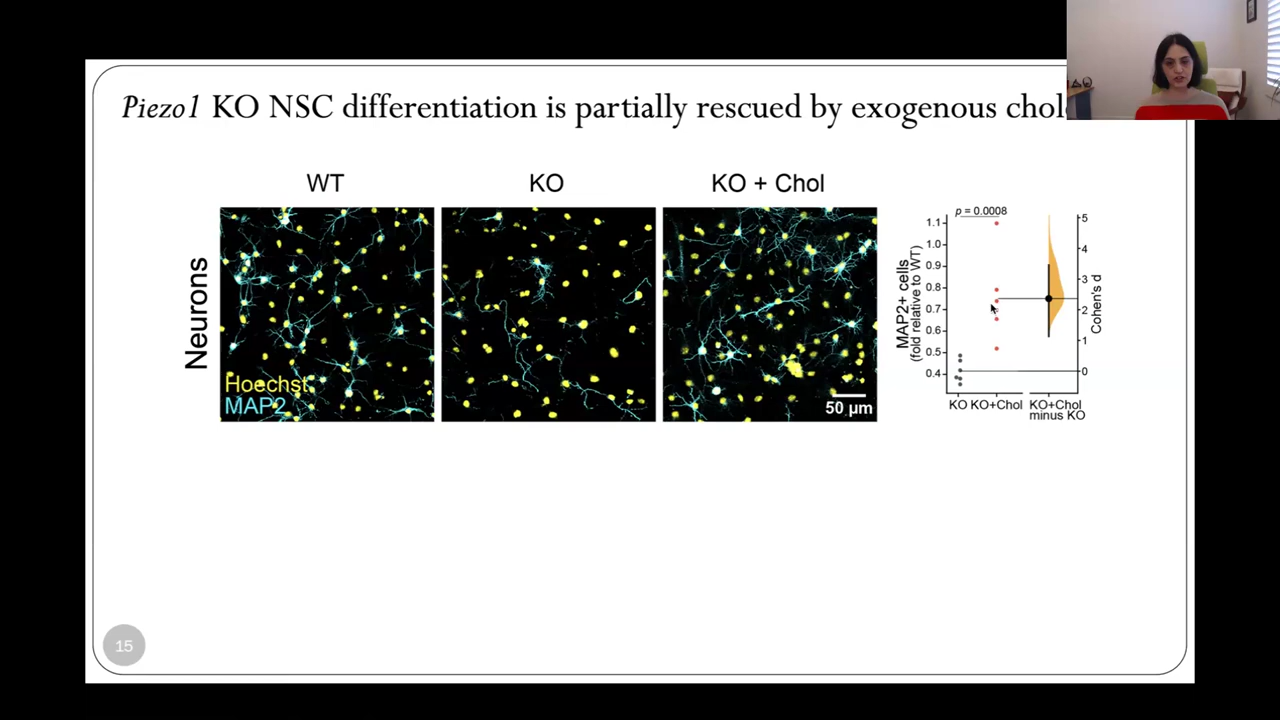 Piezo1 KO NSC differentiation is partially rescued by exogenous
WT
KO
KO + Chol
Neurons
Hoechst
MAP2
50 µm
p = 0.0008
MAP2+ cells
(fold relative to WT)
1.1
1.0
0.9
0.8
0.7
0.6
0.5
0.4
5
4
3
2
1
0
Cohen's d
KO
KO+Chol
KO+Chol
minus KO
15